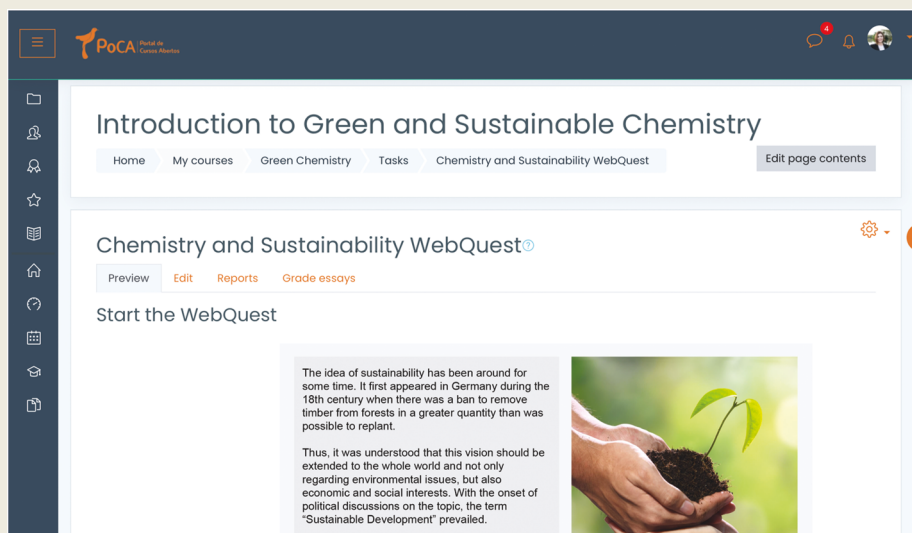 4
PoCA Portal de
Cursos Abertos
Introduction to Green and Sustainable Chemistry
Home My courses Green Chemistry Tasks Chemistry and Sustainability WebQuest Edit page contents
Chemistry and Sustainability WebQuest
Preview Edit Reports Grade essays
Start the WebQuest
The idea of sustainability has been around for
some time. It first appeared in Germany during the
18th century when there was a ban to remove
timber from forests in a greater quantity than was
possible to replant.
Thus, it was understood that this vision should be
extended to the whole world and not only
regarding environmental issues, but also
economic and social interests. With the onset of
political discussions on the topic, the term
“Sustainable Development” prevailed.